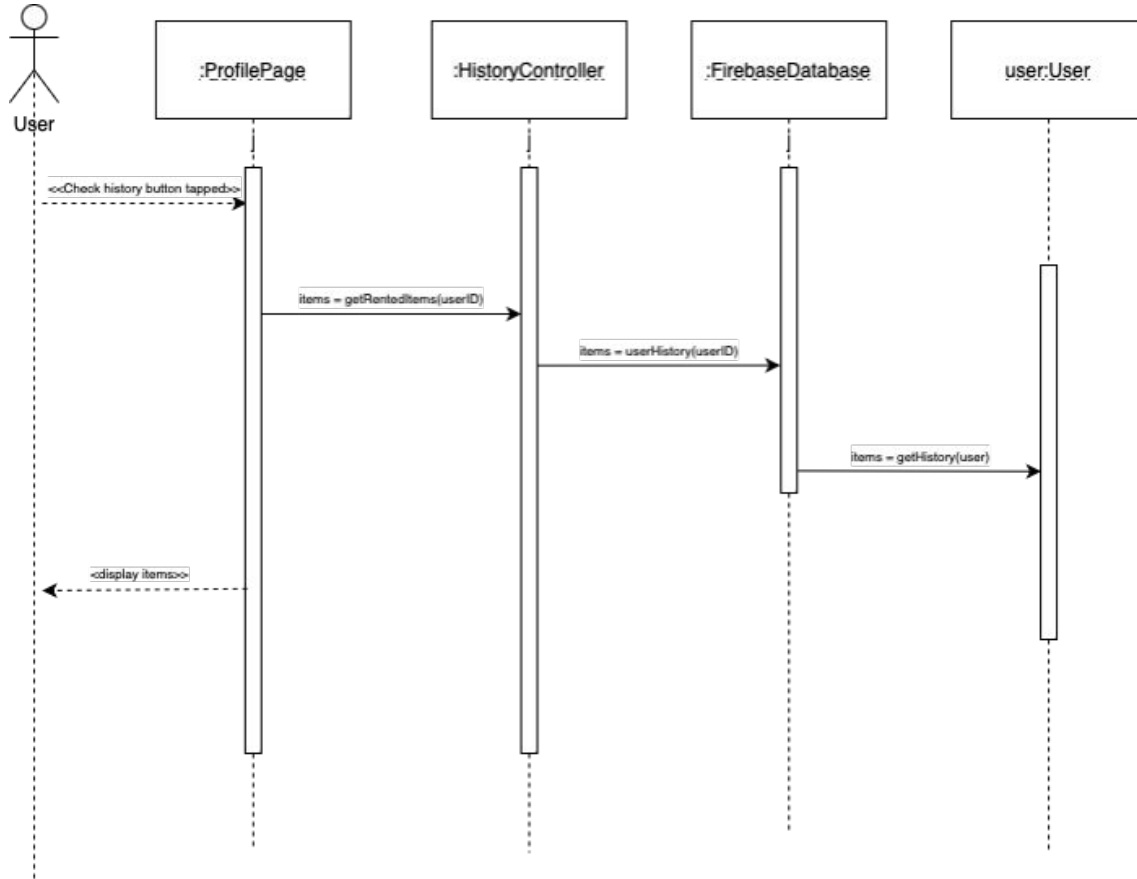 :ProfilePage
:HistoryController
:FirebaseDatabase
user:User
User
<<Check history button tapped>>
items = getRentedItems(userID)
items = userHistory(userID)
items = getHistory(user)
<display items>>